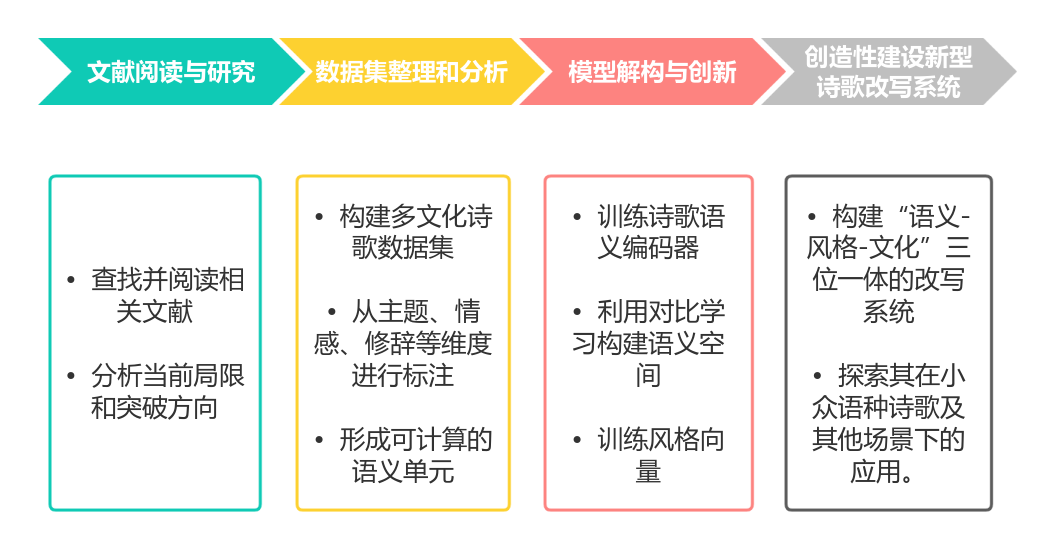 文献阅读与研究
数据集整理和分析
模型解构与创新
创造性建设新型
诗歌改写系统
• 查找并阅读相
关文献
• 分析当前局限
和突破方向
• 构建多文化诗
歌数据集
• 从主题、情
感、修辞等维度
进行标注
• 形成可计算的
语义单元
• 训练诗歌语
义编码器
• 利用对比学
习构建语义空
间
• 训练风格向
量
• 构建“语义-
风格-文化”三
位一体的改写
系统
• 探索其在小
众语种诗歌及
其他场景下的
应用。